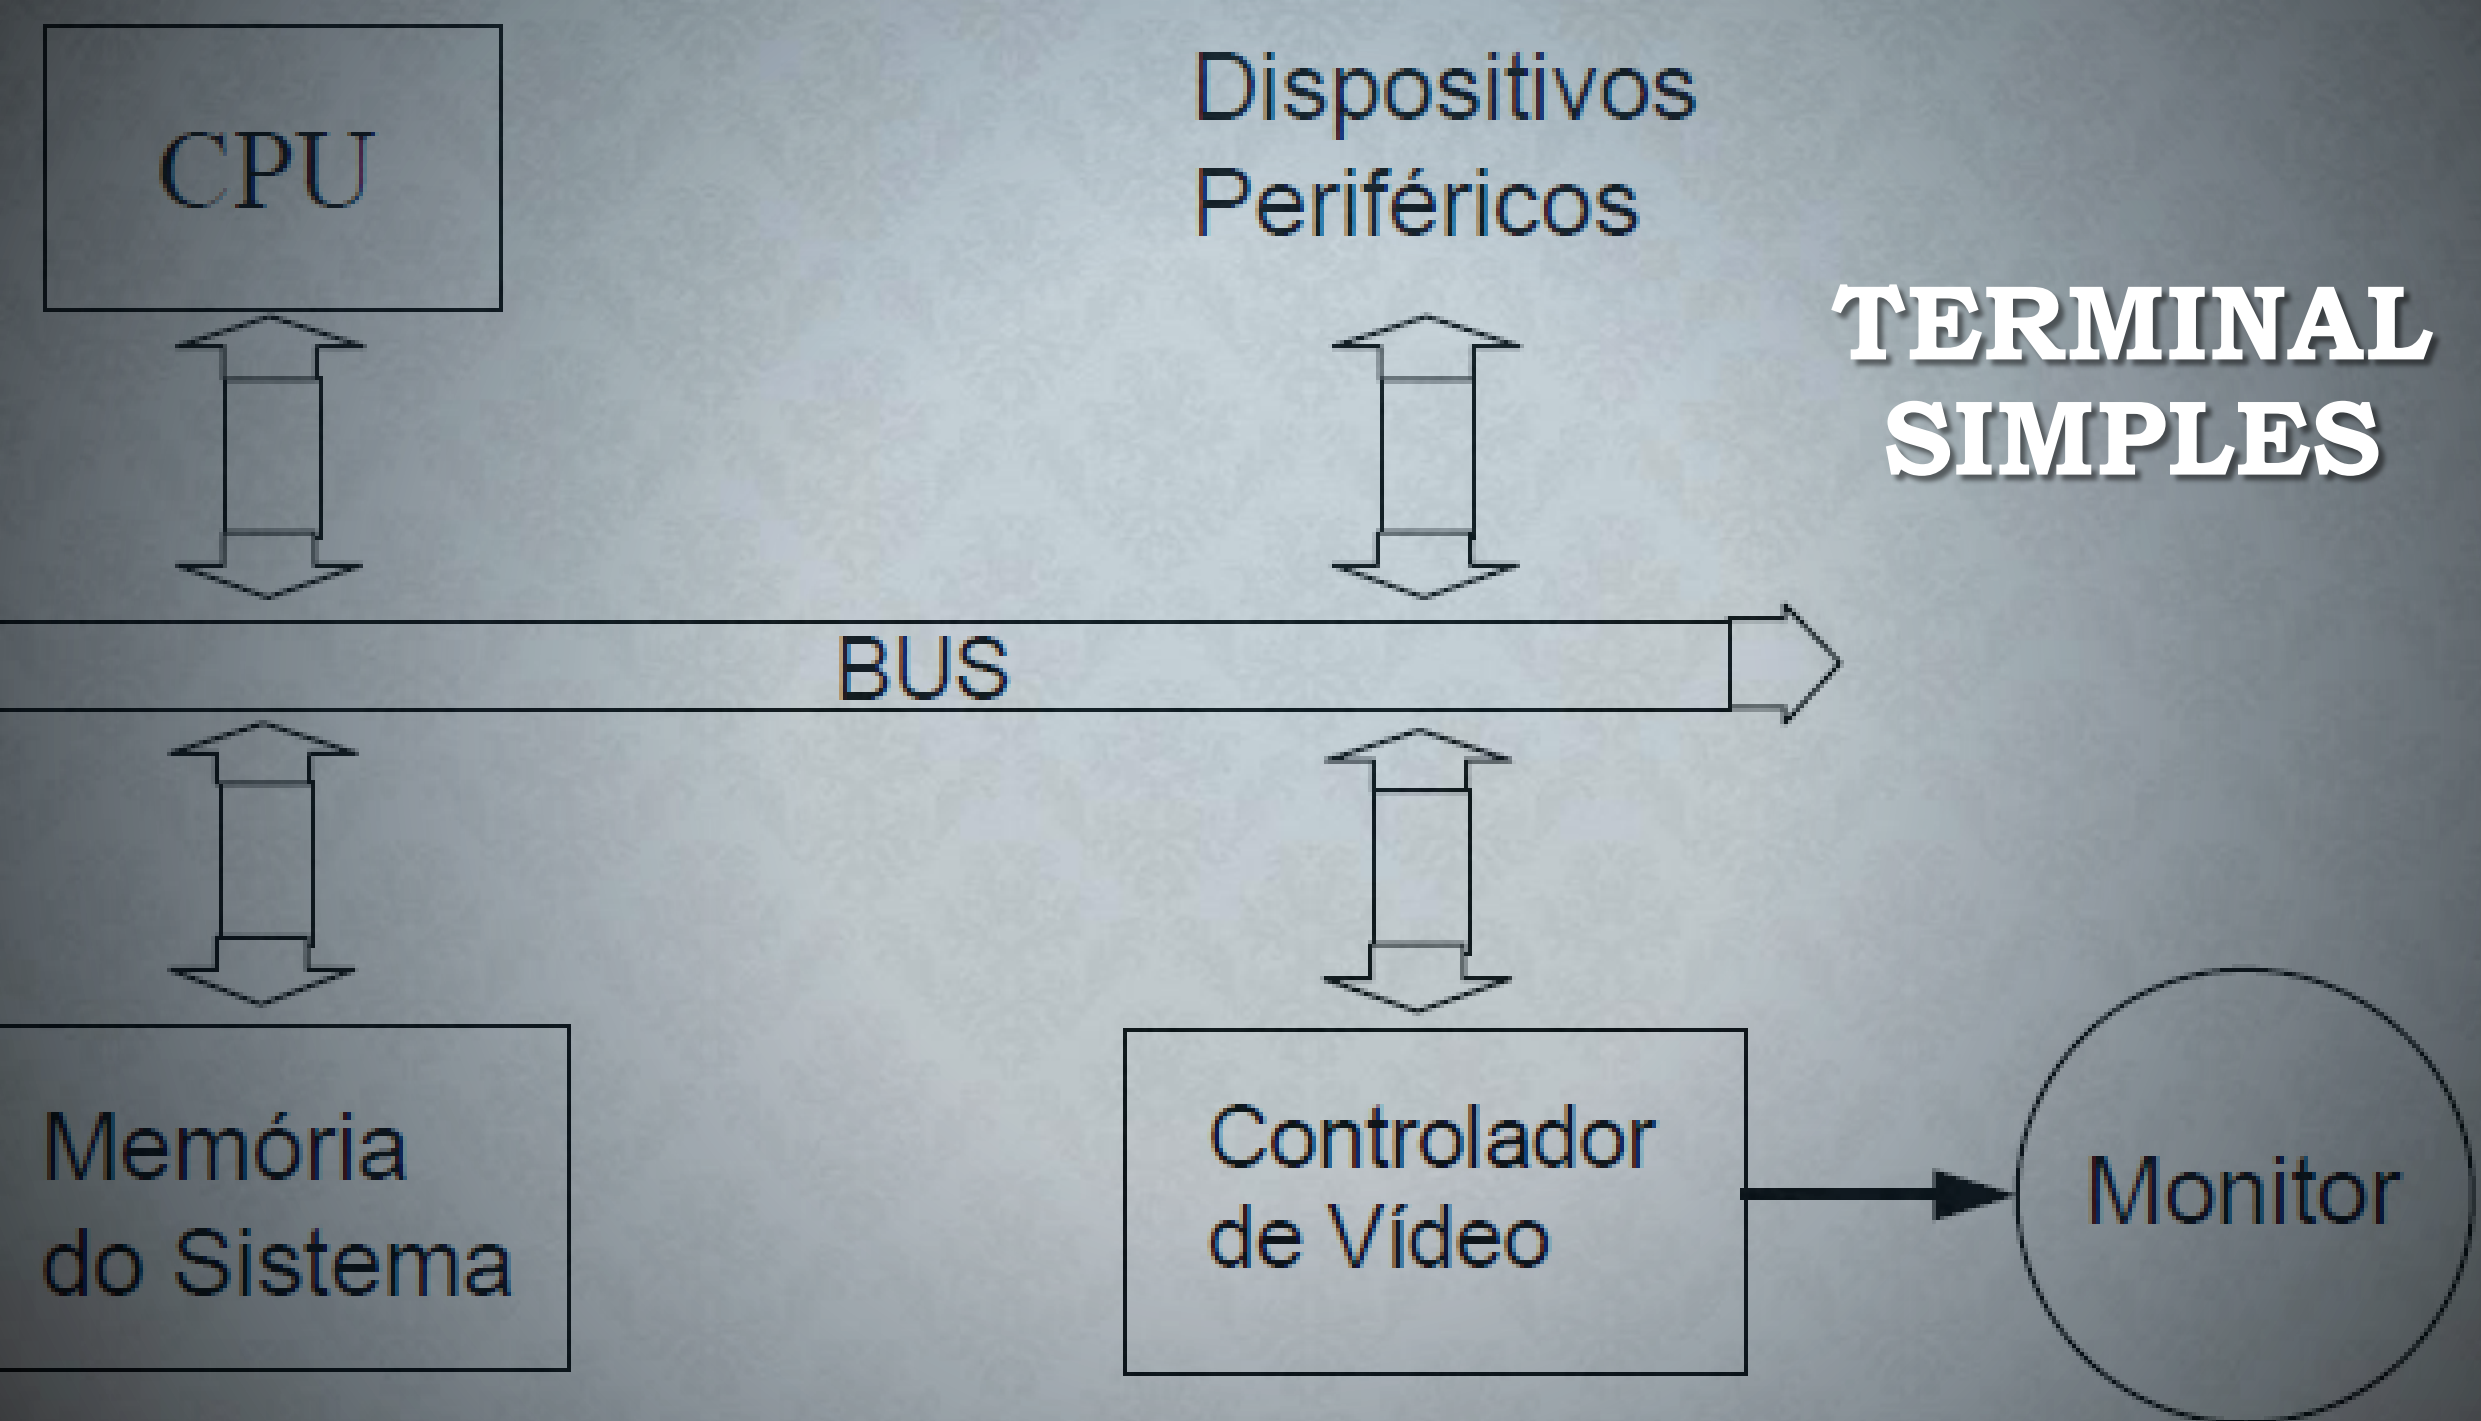 CPU
Dispositivos
Periféricos
TERMINAL
SIMPLES
BUS
Memória
do Sistema
Controlador
de Vídeo
Monitor